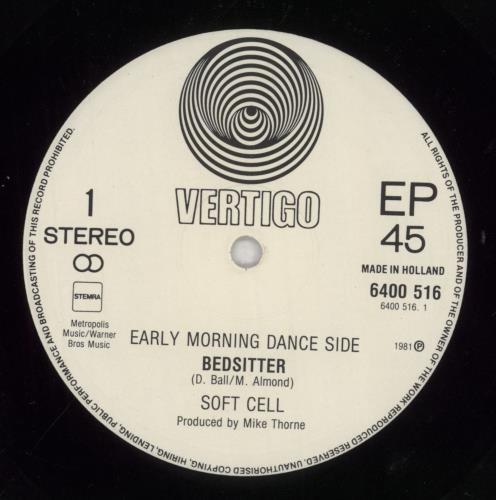 VERTIGO
1
STEREO
STEMRA
Metropolis
Music/Warner
Bros Music
EP
45
MADE IN HOLLAND
6400 516
6400 516. 1
1981 ℗
EARLY MORNING DANCE SIDE
BEDSITTER
(D. Ball/M. Almond)
SOFT CELL
Produced by Mike Thorne
ALL RIGHTS OF THE PRODUCER AND OF THE OWNER OF THE WORK REPRODUCED RESERVED. UNAUTHORISED COPYING, HIRING, LENDING, PUBLIC PERFORMANCE AND BROADCASTING OF THIS RECORD PROHIBITED.